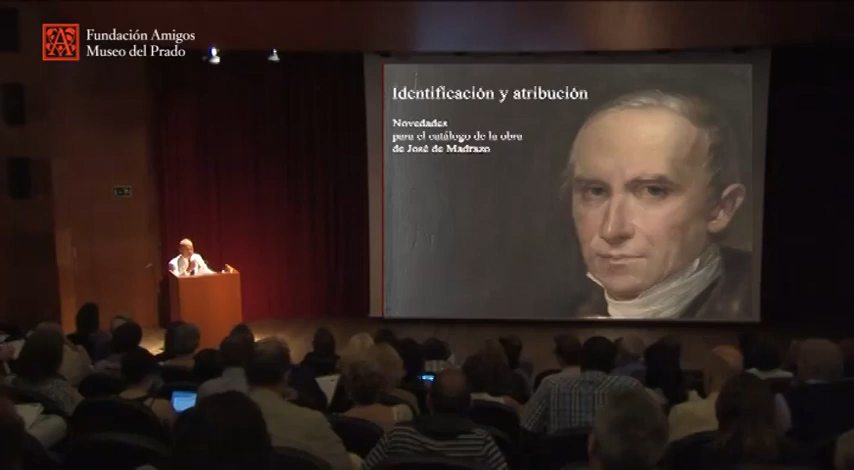 Fundación Amigos
Museo del Prado
Identificación y atribución
Novedades
para el catálogo de la obra
de José de Madrazo